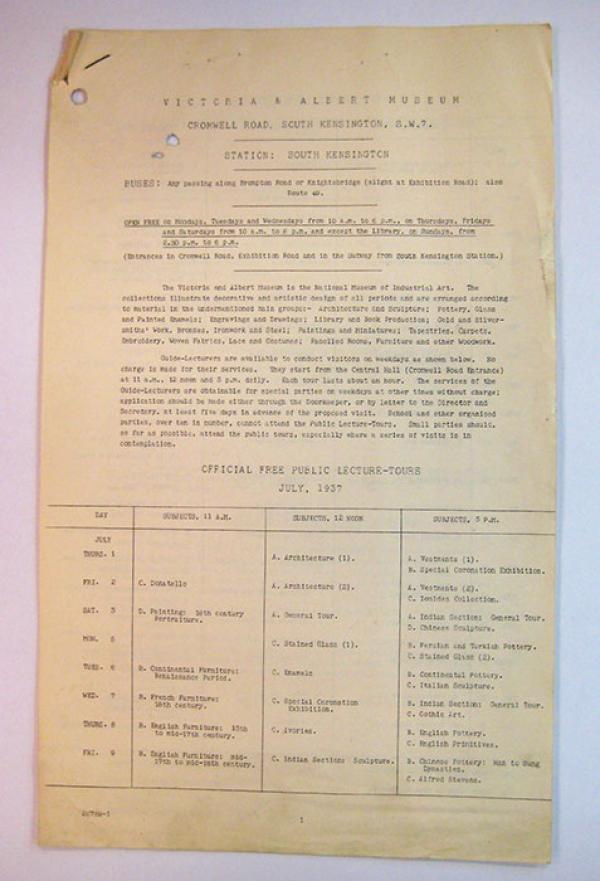 VICTORIA & ALBERT MUSEUM
CROMWELL ROAD, SOUTH KENSINGTON, S.W.7.
STATION: SOUTH KENSINGTON
BUSES: Any passing along Brompton Road or Knightsbridge (alight at Exhibition Road); also
Route 49.
OPEN FREE on Mondays, Tuesdays and Wednesdays from 10 a.m. to 6 p.m., on Thursdays, Fridays
and Saturdays from 10 a.m. to 6 p.m. and except the Library, on Sundays, from
2.30 p.m. to 6 p.m.
(Entrances in Cromwell Road, Exhibition Road and in the Subway from South Kensington Station.)
The Victoria and Albert Museum is the National Museum of Industrial Art. The
collections illustrate decorative and artistic design of all periods and are arranged according
to material in the undermentioned main groups:- Architecture and Sculpture; Pottery, Glass
and Painted Enamels; Engravings and Drawings; Library and Book Production; Gold and Silver-
smiths' Work, Bronzes, Ironwork and Steel; Paintings and Miniatures; Tapestries, Carpets,
Embroidery, Woven Fabrics, Lace and Costumes; Panelled Rooms, Furniture and other Woodwork.
Guide-Lecturers are available to conduct visitors on weekdays as shown below. No
charge is made for their services. They start from the Central Hall (Cromwell Road Entrance)
at 11 a.m., 12 noon and 3 p.m. daily. Each tour lasts about an hour. The services of the
Guide-Lecturers are obtainable for special parties on weekdays at other times without charge;
application should be made either through the Doorkeeper, or by letter to the Director and
Secretary, at least five days in advance of the proposed visit. School and other organised
parties, over ten in number, cannot attend the Public Lecture-Tours. Small parties should,
so far as possible, attend the public tours, especially where a series of visits is in
contemplation.
OFFICIAL FREE PUBLIC LECTURE-TOURS
JULY, 1937
DAY SUBJECTS, 11 A.M. SUBJECTS, 12 NOON SUBJECTS, 3 P.M.
JULY
THURS. 1 A. Architecture (1). A. Vestments (1).
B. Special Coronation Exhibition.
FRI. 2 C. Donatello A. Architecture (2). A. Vestments (2).
C. Ionides Collection.
SAT. 3 D. Painting: 18th century A. General Tour. A. Indian Section: General Tour.
Portraiture. D. Chinese Sculpture.
MON. 5 C. Stained Glass (1). B. Persian and Turkish Pottery.
C. Stained Glass (2).
TUES. 6 B. Continental Furniture: C. Enamels B. Continental Pottery.
Renaissance Period. C. Italian Sculpture.
WED. 7 B. French Furniture: C. Special Coronation B. Indian Section: General Tour.
18th century. Exhibition. C. Gothic Art.
THURS. 8 B. English Furniture: 15th C. Ivories. B. English Pottery.
to mid-17th century. C. English Primitives.
FRI. 9 B. English Furniture: mid- C. Indian Section: Sculpture. B. Chinese Pottery: Han to Sung
17th to mid-18th century. Dynasties.
C. Alfred Stevens.
1